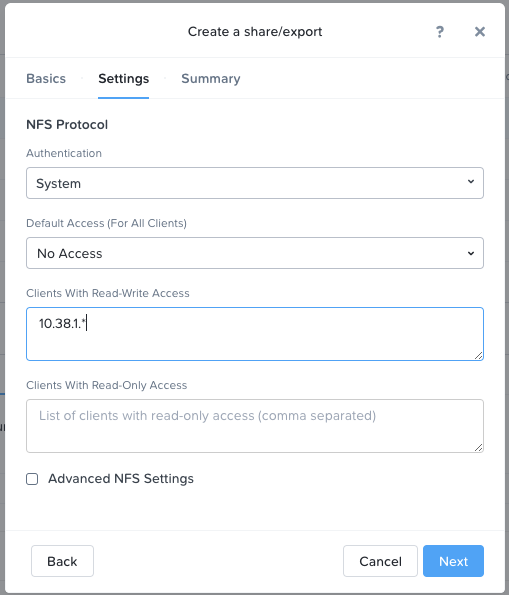 Create a share/export ?
Basics Settings Summary
NFS Protocol
Authentication
System
Default Access (For All Clients)
No Access
Clients With Read-Write Access
10.38.1.*
Clients With Read-Only Access
List of clients with read-only access (comma separated)
Advanced NFS Settings
Back Cancel Next